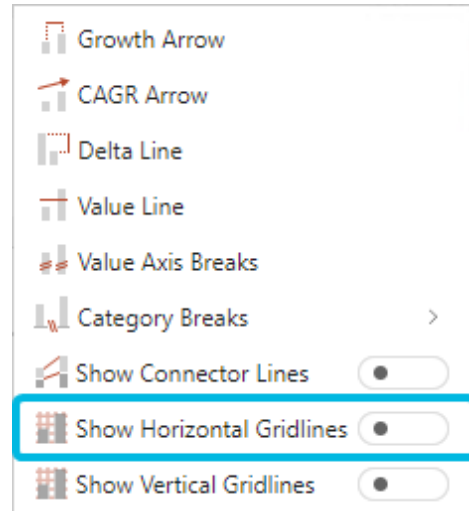 Growth Arrow
CAGR Arrow
Delta Line
Value Line
Value Axis Breaks
Category Breaks
Show Connector Lines
Show Horizontal Gridlines
Show Vertical Gridlines